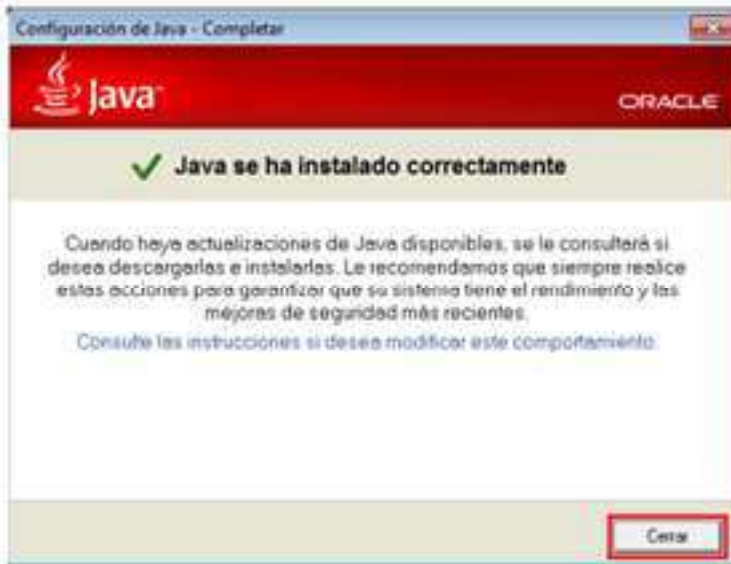 Configuración de Java - Completar
Java
ORACLE
Java se ha instalado correctamente
Cuando haya actualizaciones de Java disponibles, se le consultará si
desea descargarlas e instalarlas. Le recomendamos que siempre realice
estas acciones para garantizar que su sistema tiene el rendimiento y las
mejoras de seguridad más recientes.
Consulte las instrucciones si desea modificar este comportamiento.
Cerrar